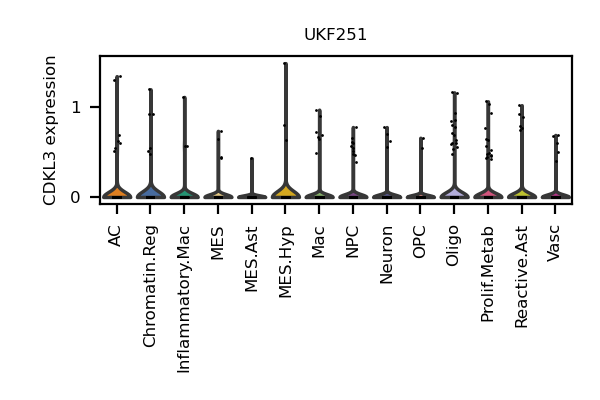 UKF251
CDKL3 expression
1
0
AC
Chromatin.Reg
Inflammatory.Mac
MES
MES.Ast
MES.Hyp
Mac
NPC
Neuron
OPC
Oligo
Prolif.Metab
Reactive.Ast
Vasc